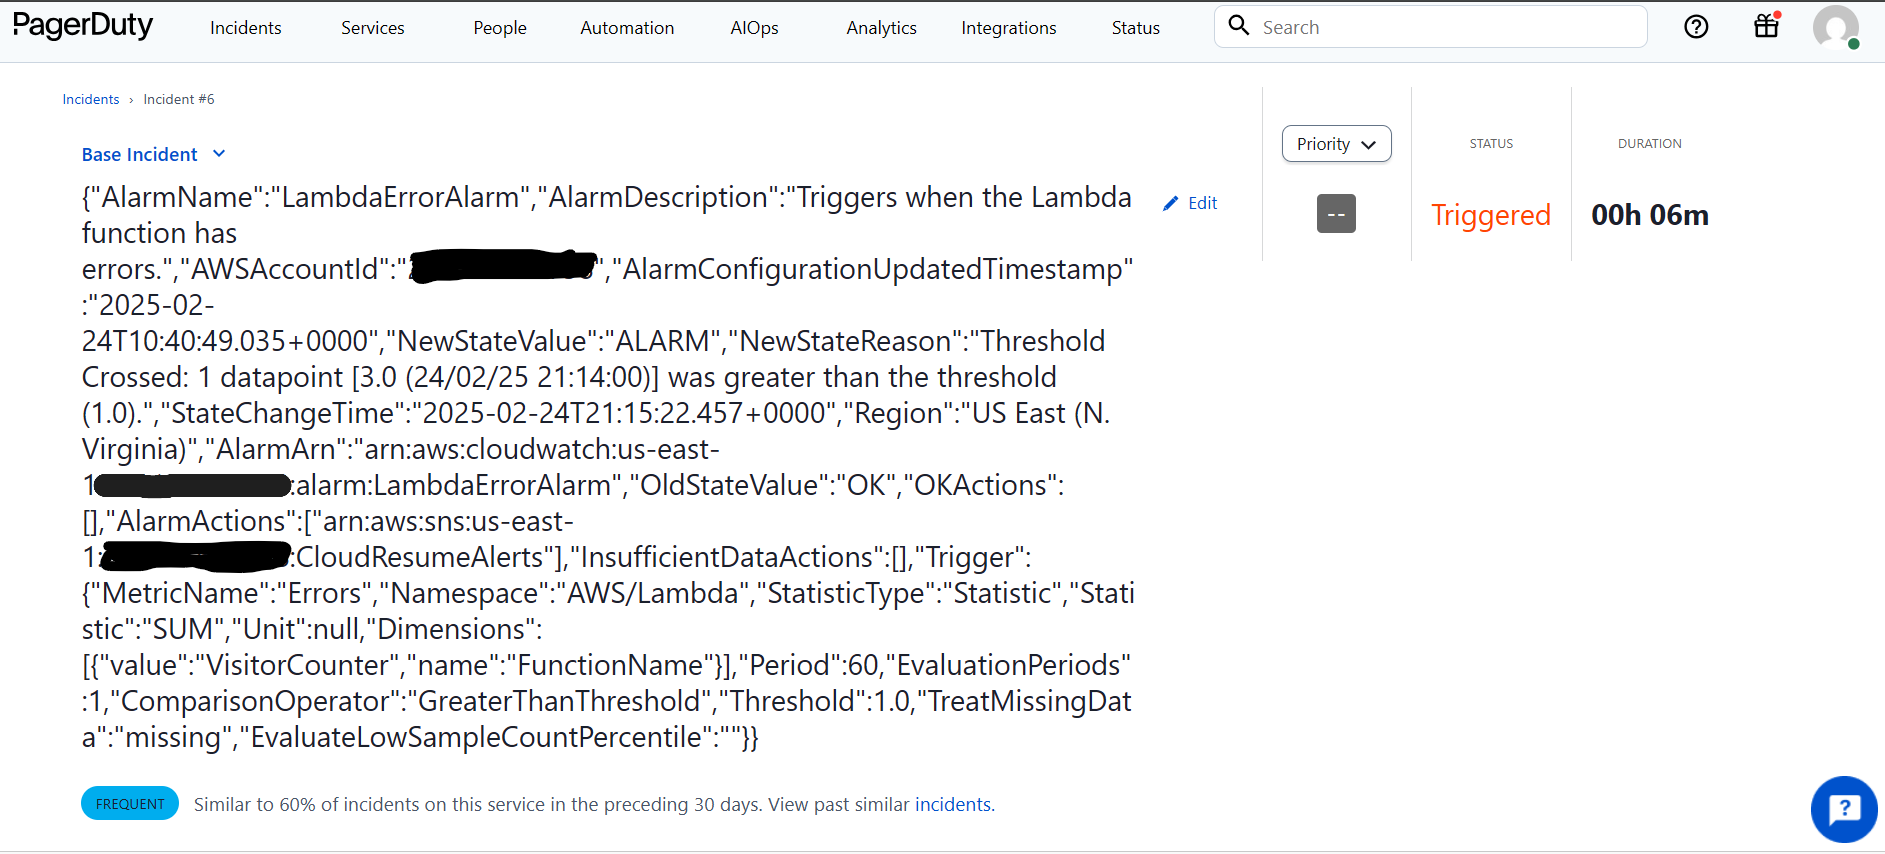 PagerDuty
Incidents
Services
People
Automation
AIOps
Analytics
Integrations
Status
Search
Incidents › Incident #6
Base Incident
{"AlarmName":"LambdaErrorAlarm","AlarmDescription":"Triggers when the Lambda
function has
errors.","AWSAccountId":"","AlarmConfigurationUpdatedTimestamp"
:"2025-02-
24T10:40:49.035+0000","NewStateValue":"ALARM","NewStateReason":"Threshold
Crossed: 1 datapoint [3.0 (24/02/25 21:14:00)] was greater than the threshold
(1.0).","StateChangeTime":"2025-02-24T21:15:22.457+0000","Region":"US East (N.
Virginia)","AlarmArn":"arn:aws:cloudwatch:us-east-
1:alarm:LambdaErrorAlarm","OldStateValue":"OK","OKActions":
[],"AlarmActions":["arn:aws:sns:us-east-
1::CloudResumeAlerts"],"InsufficientDataActions":[],"Trigger":
{"MetricName":"Errors","Namespace":"AWS/Lambda","StatisticType":"Statistic","Stati
stic":"SUM","Unit":null,"Dimensions":
[{"value":"VisitorCounter","name":"FunctionName"}],"Period":60,"EvaluationPeriods"
:1,"ComparisonOperator":"GreaterThanThreshold","Threshold":1.0,"TreatMissingDat
a":"missing","EvaluateLowSampleCountPercentile":""}}
Edit
Priority
--
STATUS
Triggered
DURATION
00h 06m
FREQUENT
Similar to 60% of incidents on this service in the preceding 30 days. View past similar incidents.